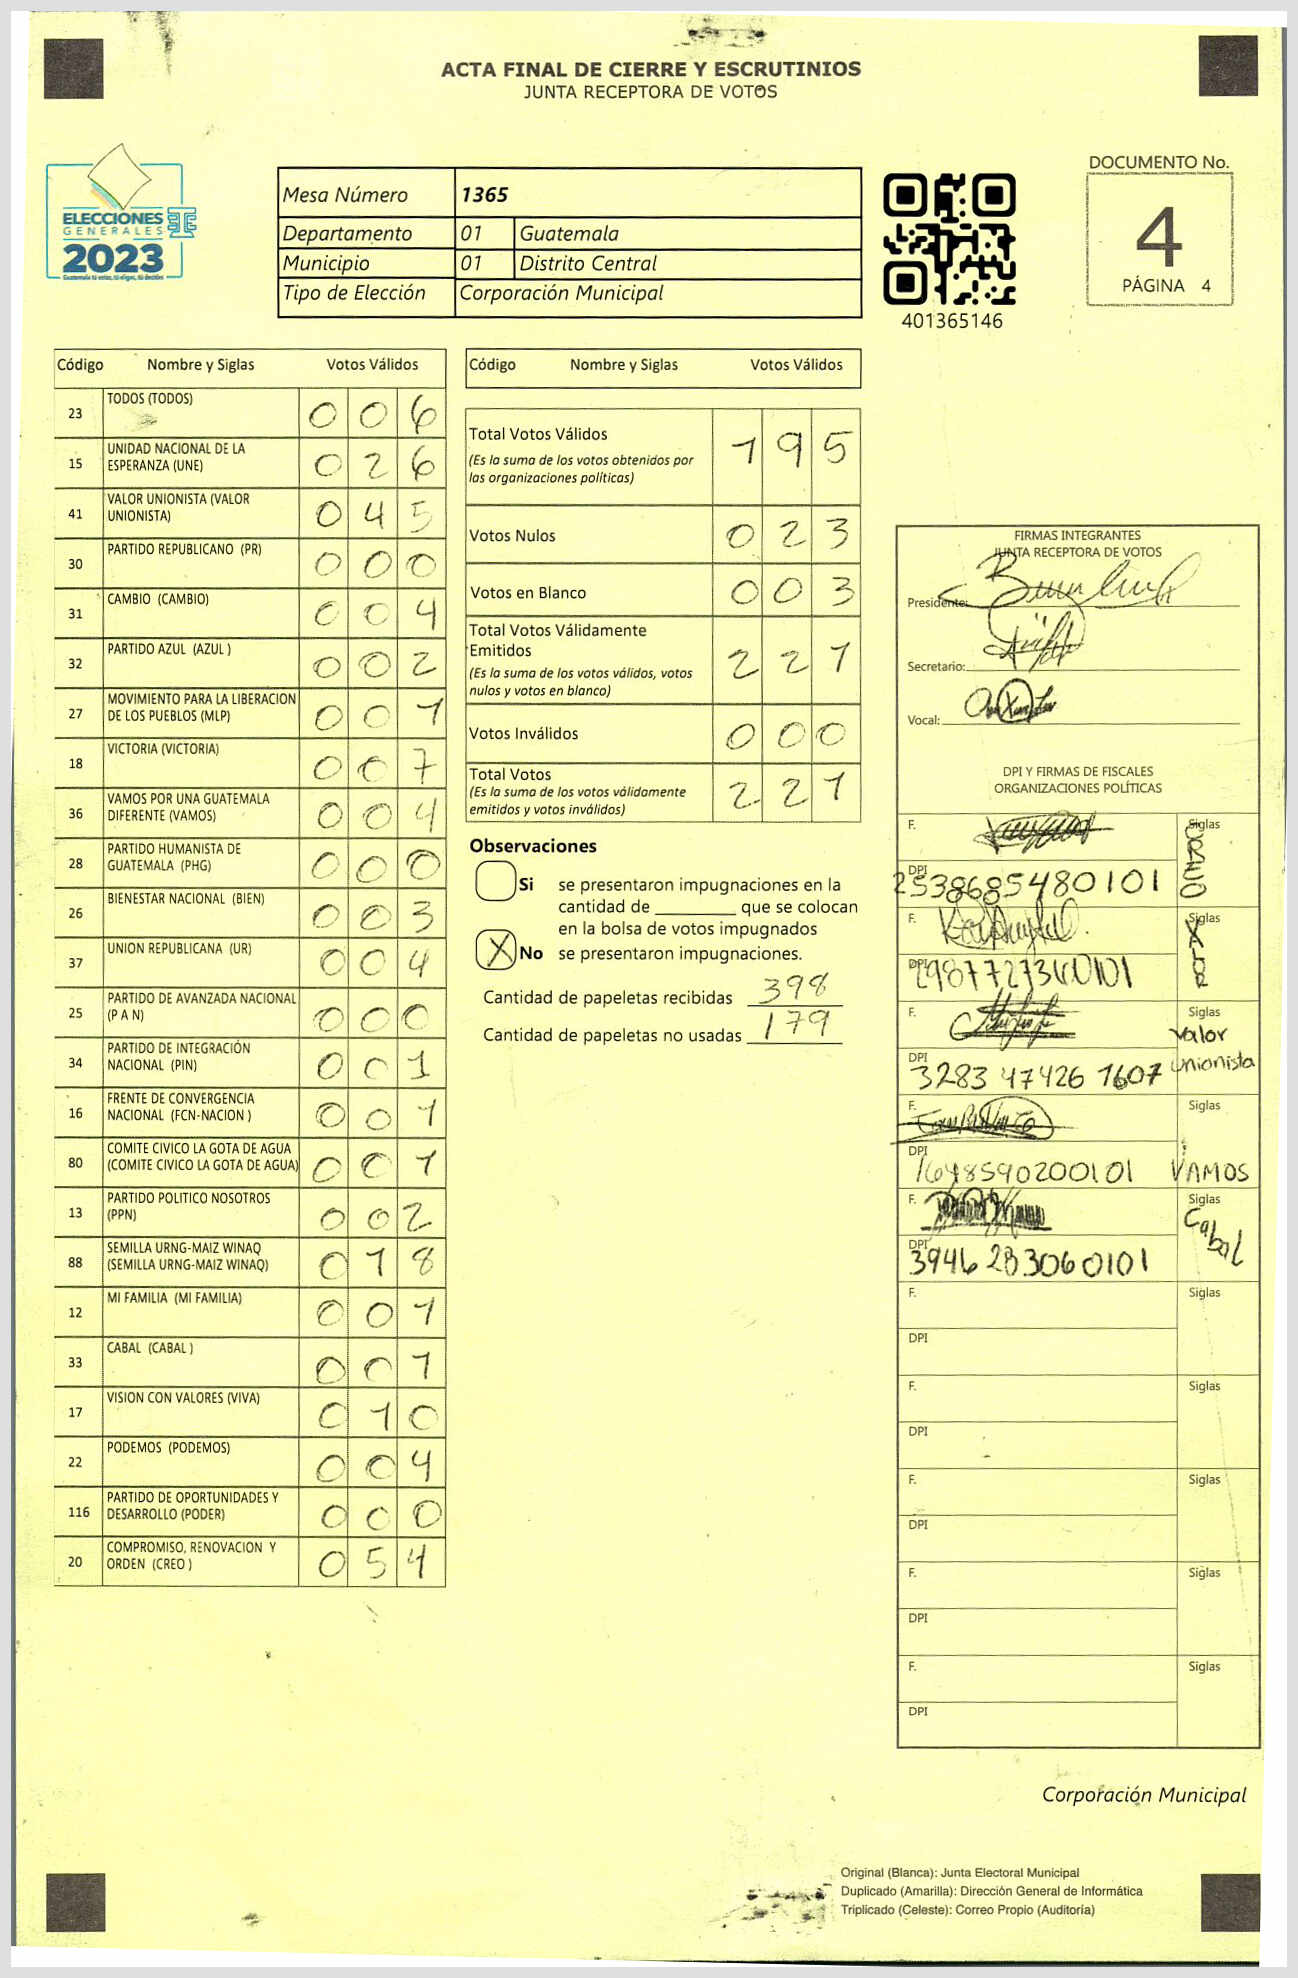 ACTA FINAL DE CIERRE Y ESCRUTINIOS
JUNTA RECEPTORA DE VOTOS
ELECCIONES
GENERALES
2023
Mesa Número 1365
Departamento 01 Guatemala
Municipio 01 Distrito Central
Tipo de Elección Corporación Municipal
401365146
DOCUMENTO No.
4
PÁGINA 4
Código Nombre y Siglas Votos Válidos
23 TODOS (TODOS) 0 0 6
15 UNIDAD NACIONAL DE LA
ESPERANZA (UNE) 0 2 6
41 VALOR UNIONISTA (VALOR
UNIONISTA) 0 4 5
30 PARTIDO REPUBLICANO (PR) 0 0 0
31 CAMBIO (CAMBIO) 0 0 4
32 PARTIDO AZUL (AZUL ) 0 0 2
27 MOVIMIENTO PARA LA LIBERACION
DE LOS PUEBLOS (MLP) 0 0 1
18 VICTORIA (VICTORIA) 0 0 7
36 VAMOS POR UNA GUATEMALA
DIFERENTE (VAMOS) 0 0 4
28 PARTIDO HUMANISTA DE
GUATEMALA (PHG) 0 0 0
26 BIENESTAR NACIONAL (BIEN) 0 0 3
37 UNION REPUBLICANA (UR) 0 0 4
25 PARTIDO DE AVANZADA NACIONAL
(P A N) 0 0 0
34 PARTIDO DE INTEGRACIÓN
NACIONAL (PIN) 0 0 1
16 FRENTE DE CONVERGENCIA
NACIONAL (FCN-NACION ) 0 0 1
80 COMITE CIVICO LA GOTA DE AGUA
(COMITE CIVICO LA GOTA DE AGUA) 0 0 1
13 PARTIDO POLITICO NOSOTROS
(PPN) 0 0 2
88 SEMILLA URNG-MAIZ WINAQ
(SEMILLA URNG-MAIZ WINAQ) 0 1 8
12 MI FAMILIA (MI FAMILIA) 0 0 1
33 CABAL (CABAL ) 0 0 1
17 VISION CON VALORES (VIVA) 0 1 0
22 PODEMOS (PODEMOS) 0 0 4
116 PARTIDO DE OPORTUNIDADES Y
DESARROLLO (PODER) 0 0 0
20 COMPROMISO, RENOVACION Y
ORDEN (CREO ) 0 5 4
Código Nombre y Siglas Votos Válidos
Total Votos Válidos 1 9 5
(Es la suma de los votos obtenidos por
las organizaciones políticas)
Votos Nulos 0 2 3
Votos en Blanco 0 0 3
Total Votos Válidamente
Emitidos 2 2 1
(Es la suma de los votos válidos, votos
nulos y votos en blanco)
Votos Inválidos 0 0 0
Total Votos 2 2 1
(Es la suma de los votos válidamente
emitidos y votos inválidos)
Observaciones
Si se presentaron impugnaciones en la
cantidad de ________ que se colocan
en la bolsa de votos impugnados
X No se presentaron impugnaciones.
Cantidad de papeletas recibidas 398
Cantidad de papeletas no usadas 179
FIRMAS INTEGRANTES
JUNTA RECEPTORA DE VOTOS
Presidente:
Secretario:
Vocal:
DPI Y FIRMAS DE FISCALES
ORGANIZACIONES POLÍTICAS
F. Siglas CREO
DPI 2538685480101
F. Siglas VALOR
DPI 2987727340101
F. Siglas Valor
unionista
DPI 3283 47426 1607
F. Siglas
DPI 1648590200101 VAMOS
F. Siglas Cabal
DPI 3946 283060101
F. Siglas
DPI
F. Siglas
DPI
F. Siglas
DPI
F. Siglas
DPI
F. Siglas
DPI
Corporación Municipal
Original (Blanca): Junta Electoral Municipal
Duplicado (Amarilla): Dirección General de Informática
Triplicado (Celeste): Correo Propio (Auditoría)